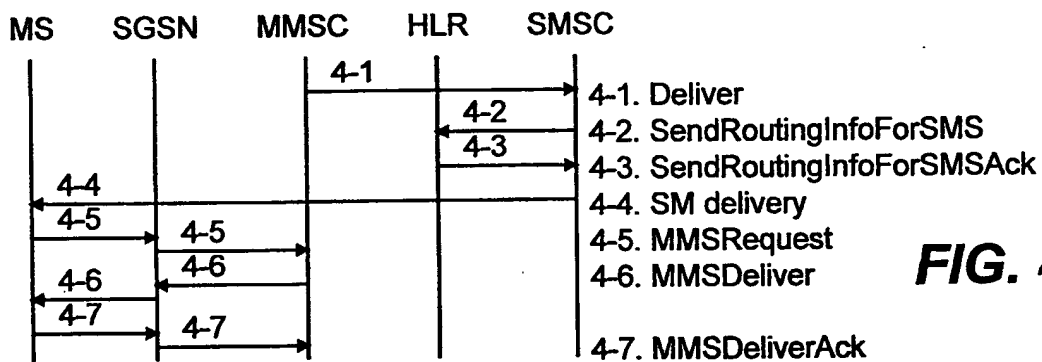 MS SGSN MMSC HLR SMSC
4-1 4-1. Deliver
4-2 4-2. SendRoutingInfoForSMS
4-3 4-3. SendRoutingInfoForSMSAck
4-4 4-4. SM delivery
4-5 4-5 4-5. MMSRequest
4-6 4-6 4-6. MMSDeliver
4-7 4-7 4-7. MMSDeliverAck
FIG.